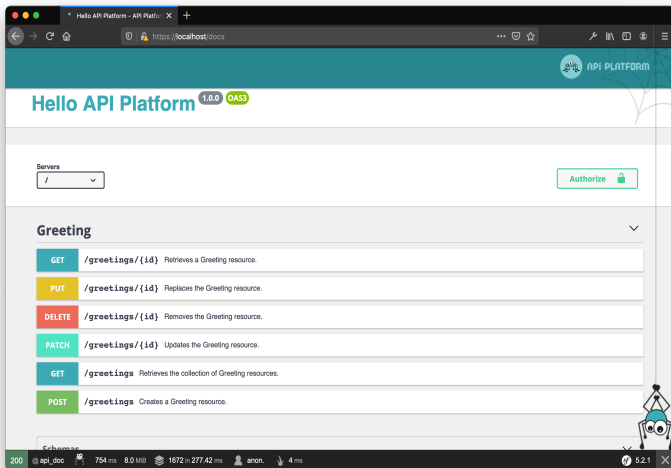 Hello API Platform - API Platfor
https://localhost/docs
API PLATFORM
Hello API Platform 1.0.0 OAS3
Servers
/
Authorize
Greeting
GET /greetings/{id} Retrieves a Greeting resource.
PUT /greetings/{id} Replaces the Greeting resource.
DELETE /greetings/{id} Removes the Greeting resource.
PATCH /greetings/{id} Updates the Greeting resource.
GET /greetings Retrieves the collection of Greeting resources.
POST /greetings Creates a Greeting resource.
Schemas
200 @ api_doc 754 ms 8.0 MiB 1672 in 277.42 ms anon. 4 ms 5.2.1